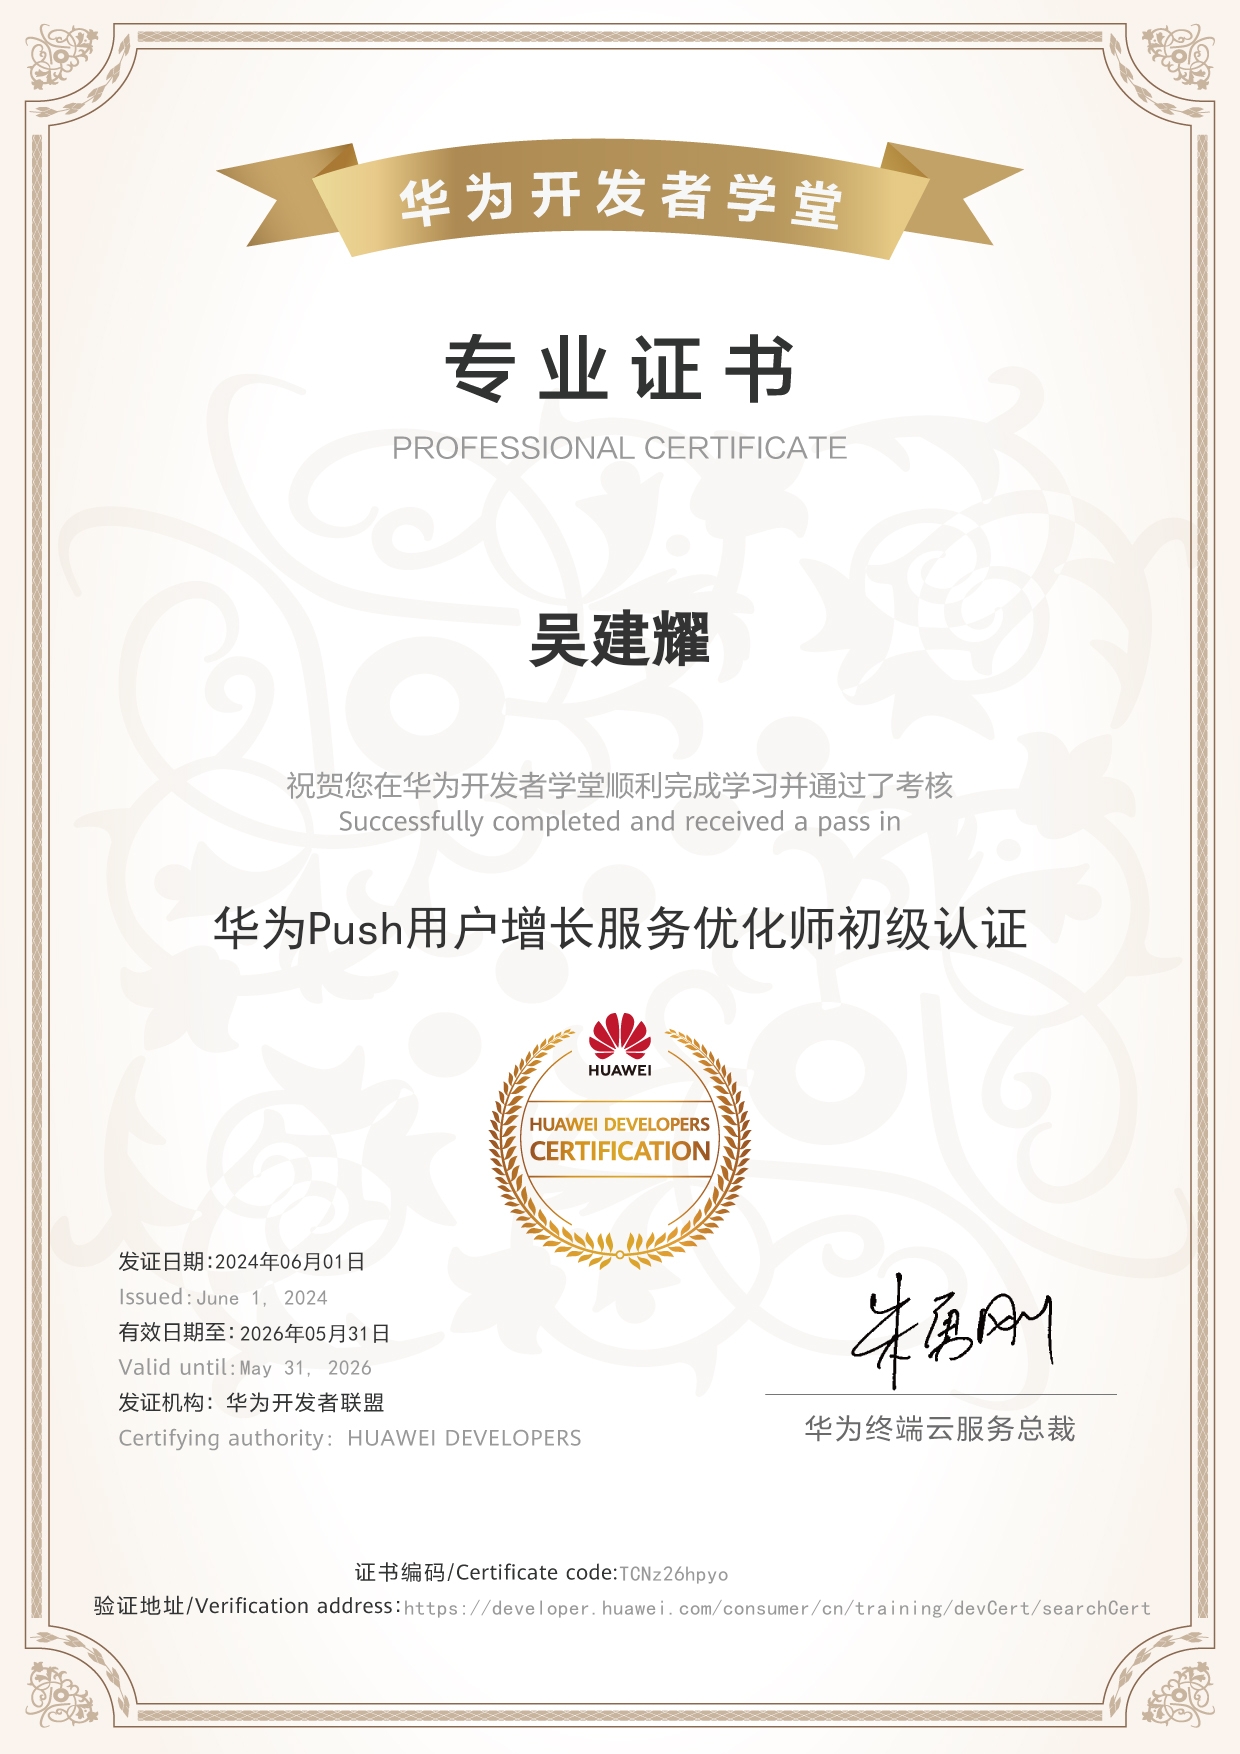 华为开发者学堂
专业证书
PROFESSIONAL CERTIFICATE
吴建耀
祝贺您在华为开发者学堂顺利完成学习并通过了考核
Successfully completed and received a pass in
华为Push用户增长服务优化师初级认证
HUAWEI
HUAWEI DEVELOPERS
CERTIFICATION
发证日期:2024年06月01日
Issued:June 1, 2024
有效日期至:2026年05月31日
Valid until:May 31, 2026
发证机构: 华为开发者联盟
Certifying authority: HUAWEI DEVELOPERS
朱勇刚
华为终端云服务总裁
证书编码/Certificate code:TCNz26hpyo
验证地址/Verification address:https://developer.huawei.com/consumer/cn/training/devCert/searchCert